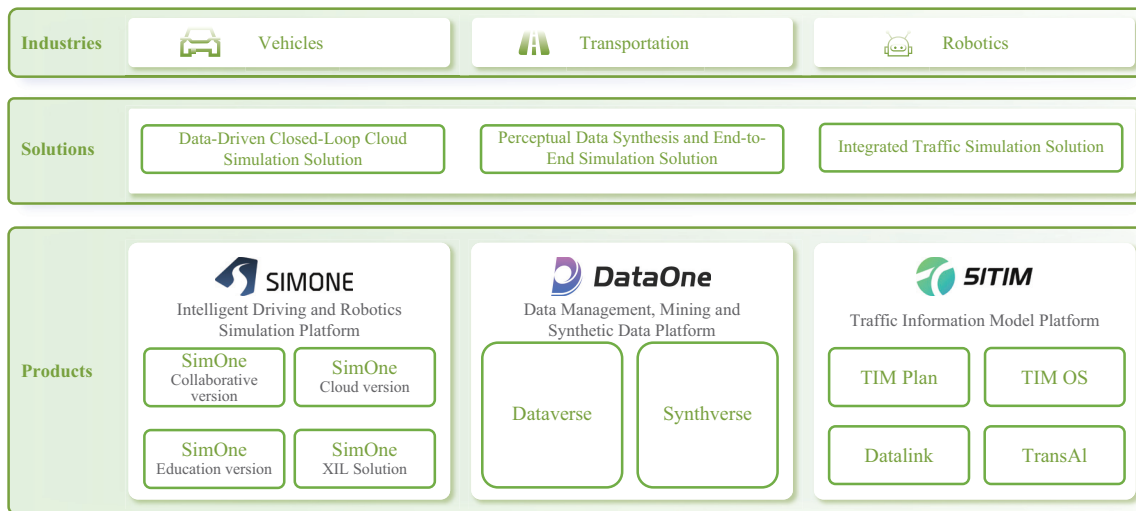 Industries
Vehicles
Transportation
Robotics
Solutions
Data-Driven Closed-Loop Cloud
Simulation Solution
Perceptual Data Synthesis and End-to-
End Simulation Solution
Integrated Traffic Simulation Solution
Products
SIMONE
Intelligent Driving and Robotics
Simulation Platform
SimOne
Collaborative
version
SimOne
Cloud version
SimOne
Education version
SimOne
XIL Solution
DataOne
Data Management, Mining and
Synthetic Data Platform
Dataverse
Synthverse
51TIM
Traffic Information Model Platform
TIM Plan
TIM OS
Datalink
TransAl